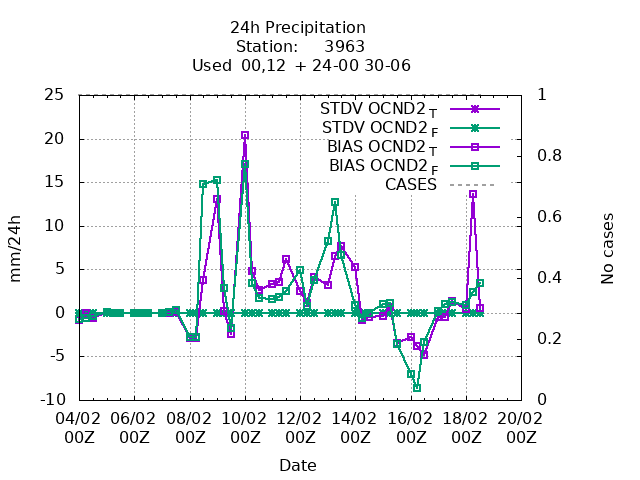 24h Precipitation
Station: 3963
Used 00,12 + 24-00 30-06
STDV OCND2 T
STDV OCND2 F
BIAS OCND2 T
BIAS OCND2 F
CASES
mm/24h
25
20
15
10
5
0
-5
-10
No cases
1
0.8
0.6
0.4
0.2
0
04/02 06/02 08/02 10/02 12/02 14/02 16/02 18/02 20/02
00Z 00Z 00Z 00Z 00Z 00Z 00Z 00Z 00Z
Date